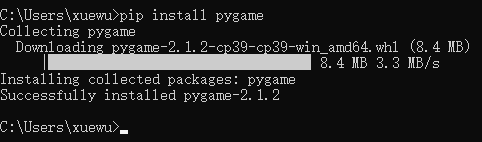 C:\Users\xuewu>pip install pygame
Collecting pygame
  Downloading pygame-2.1.2-cp39-cp39-win_amd64.whl (8.4 MB)
     | 8.4 MB 3.3 MB/s
Installing collected packages: pygame
Successfully installed pygame-2.1.2
C:\Users\xuewu>